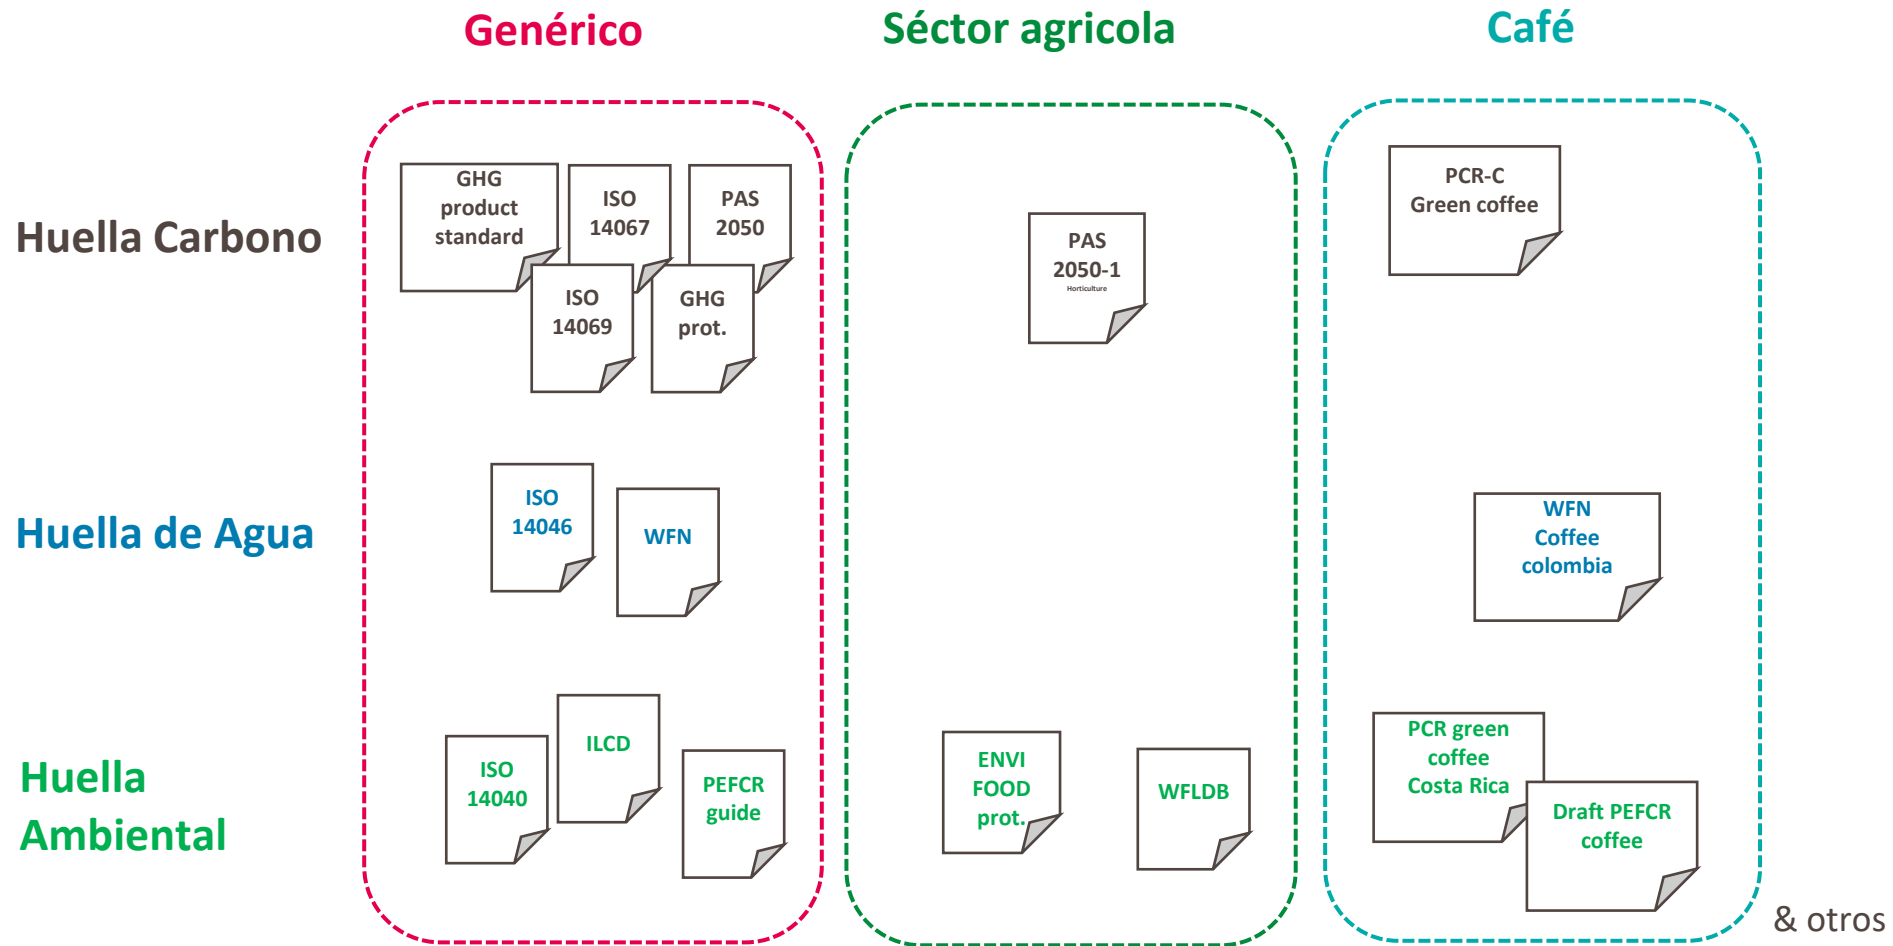 Genérico
Séctor agricola
Café
Huella Carbono
GHG
product
standard
ISO
14067
PAS
2050
ISO
14069
GHG
prot.
PAS
2050-1
Horticulture
PCR-C
Green coffee
Huella de Agua
ISO
14046
WFN
WFN
Coffee
colombia
Huella
Ambiental
ISO
14040
ILCD
PEFCR
guide
ENVI
FOOD
prot.
WFLDB
PCR green
coffee
Costa Rica
Draft PEFCR
coffee
& otros